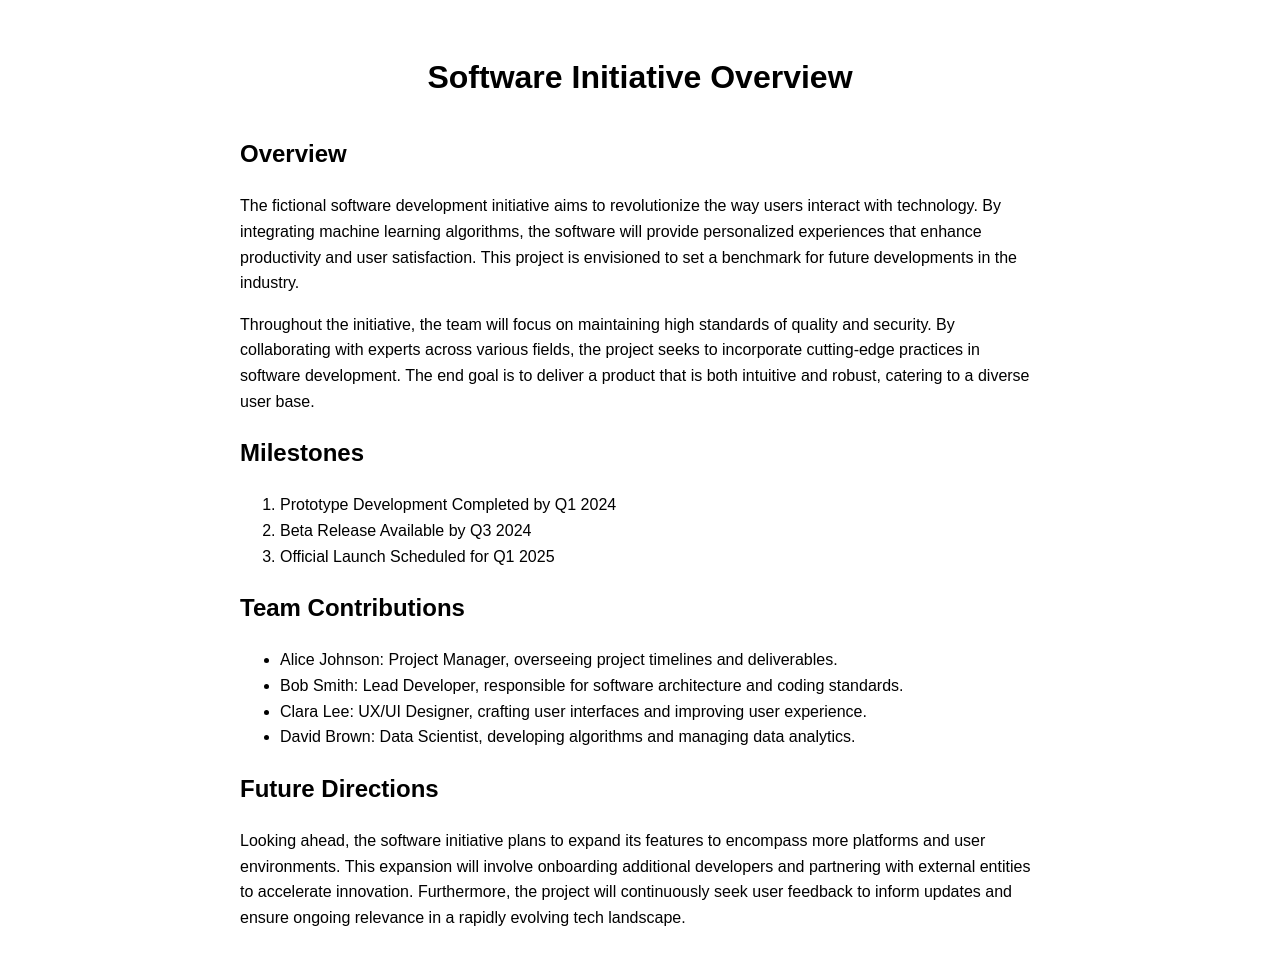 Software Initiative Overview
Overview
The fictional software development initiative aims to revolutionize the way users interact with technology. By
integrating machine learning algorithms, the software will provide personalized experiences that enhance
productivity and user satisfaction. This project is envisioned to set a benchmark for future developments in the
industry.
Throughout the initiative, the team will focus on maintaining high standards of quality and security. By
collaborating with experts across various fields, the project seeks to incorporate cutting-edge practices in
software development. The end goal is to deliver a product that is both intuitive and robust, catering to a diverse
user base.
Milestones
1. Prototype Development Completed by Q1 2024
2. Beta Release Available by Q3 2024
3. Official Launch Scheduled for Q1 2025
Team Contributions
• Alice Johnson: Project Manager, overseeing project timelines and deliverables.
• Bob Smith: Lead Developer, responsible for software architecture and coding standards.
• Clara Lee: UX/UI Designer, crafting user interfaces and improving user experience.
• David Brown: Data Scientist, developing algorithms and managing data analytics.
Future Directions
Looking ahead, the software initiative plans to expand its features to encompass more platforms and user
environments. This expansion will involve onboarding additional developers and partnering with external entities
to accelerate innovation. Furthermore, the project will continuously seek user feedback to inform updates and
ensure ongoing relevance in a rapidly evolving tech landscape.